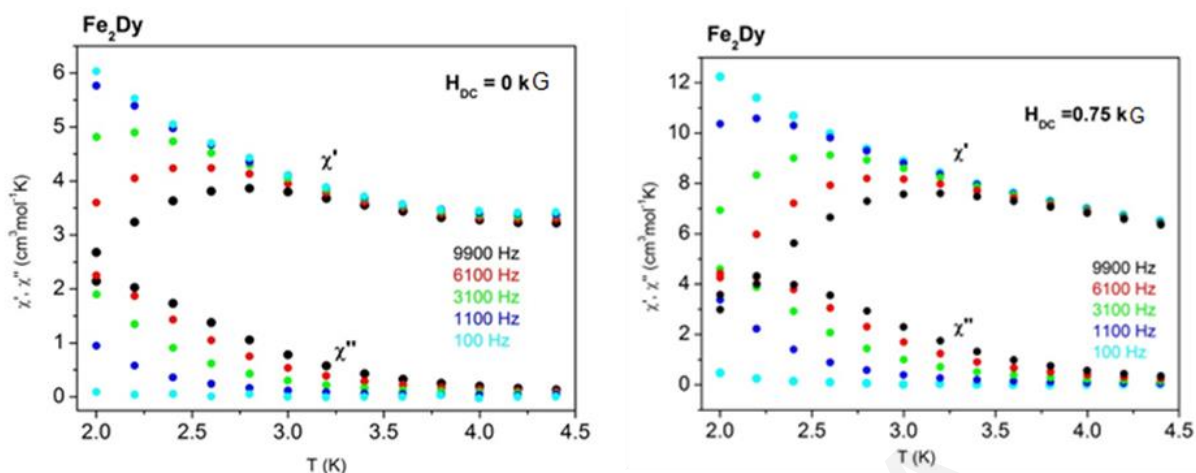 Fe₂Dy
H_DC = 0 kG
χ'
χ', χ'' (cm³mol⁻¹K)
6
5
4
3
2
1
0
9900 Hz
6100 Hz
3100 Hz
1100 Hz
100 Hz
χ''
2.0 2.5 3.0 3.5 4.0 4.5
T (K)
Fe₂Dy
H_DC =0.75 kG
χ'
χ', χ'' (cm³mol⁻¹K)
12
10
8
6
4
2
0
9900 Hz
6100 Hz
3100 Hz
1100 Hz
100 Hz
χ''
2.0 2.5 3.0 3.5 4.0 4.5
T (K)